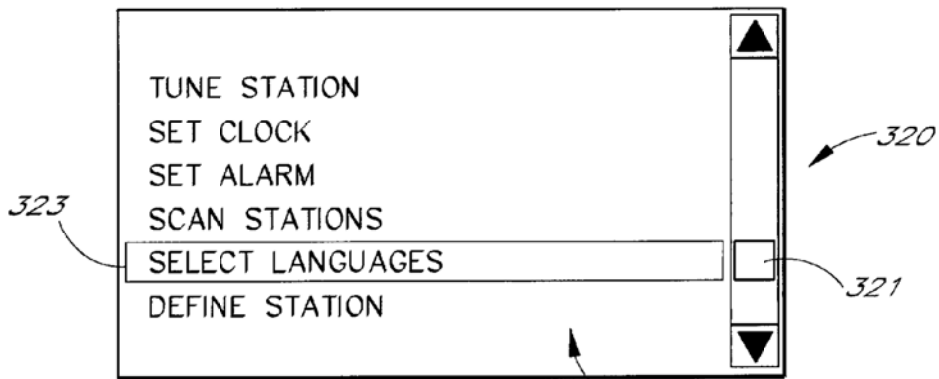 TUNE STATION
320
SET CLOCK
SET ALARM
323
SCAN STATIONS
SELECT LANGUAGES
321
DEFINE STATION